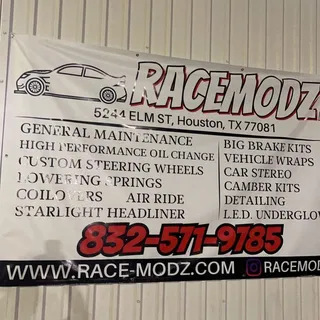 RACEMODZ
5244 ELM ST, Houston, TX 77081
GENERAL MAINTENANCE
HIGH PERFORMANCE OIL CHANGE
CUSTOM STEERING WHEELS
LOWERING SPRINGS
COILOVERS AIR RIDE
STARLIGHT HEADLINER
BIG BRAKE KITS
VEHICLE WRAPS
CAR STEREO
CAMBER KITS
DETAILING
L.E.D. UNDERGLO
832-571-9785
WWW.RACE-MODZ.COM RACEMOD